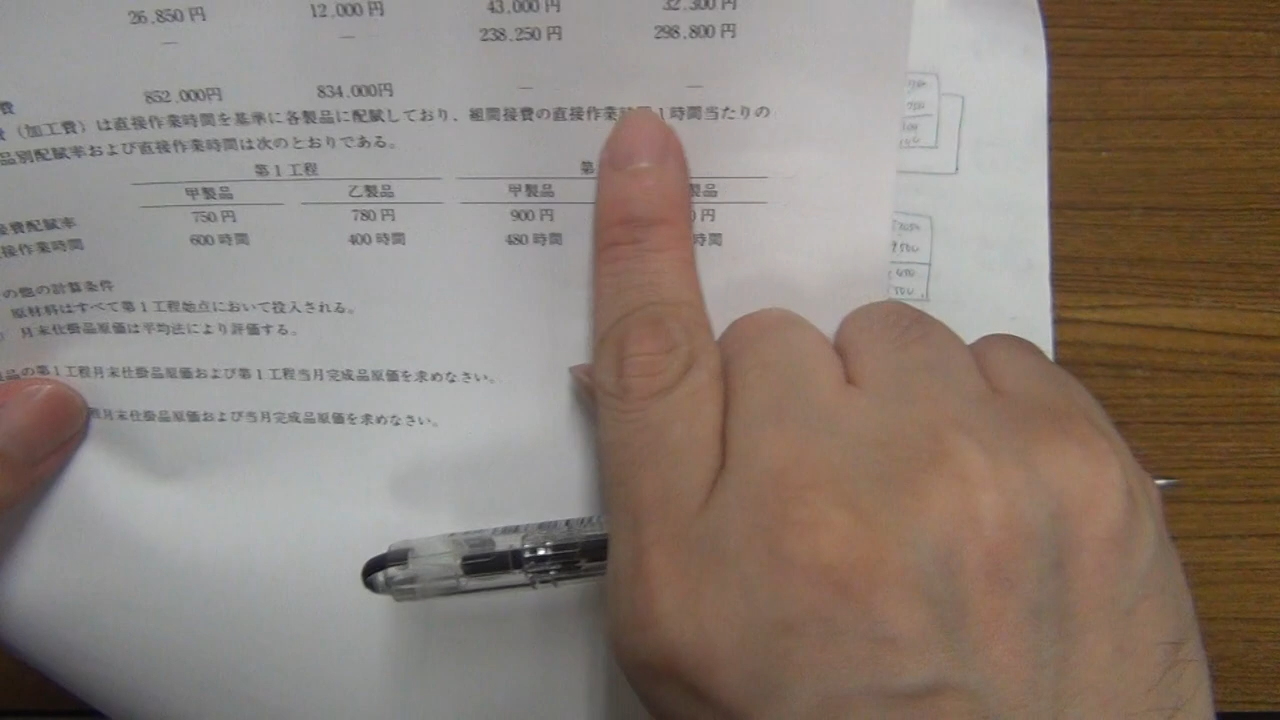 26,850円 12,000円 43,000円 32,300円
— — 238,250円 298,800円
費 852,000円 834,000円 — —
(加工費)は直接作業時間を基準に各製品に配賦しており、組間接費の直接作業時間1時間当たりの
品別配賦率および直接作業時間は次のとおりである。
第1工程 第
甲製品 乙製品 甲製品 製品
接費配賦率 750円 780円 900円 円
接作業時間 600時間 400時間 480時間 時間
の他の計算条件
原材料はすべて第1工程始点において投入される。
月末仕掛品原価は平均法により評価する。
品の第1工程月末仕掛品原価および第1工程当月完成品原価を求めなさい。
程月末仕掛品原価および当月完成品原価を求めなさい。